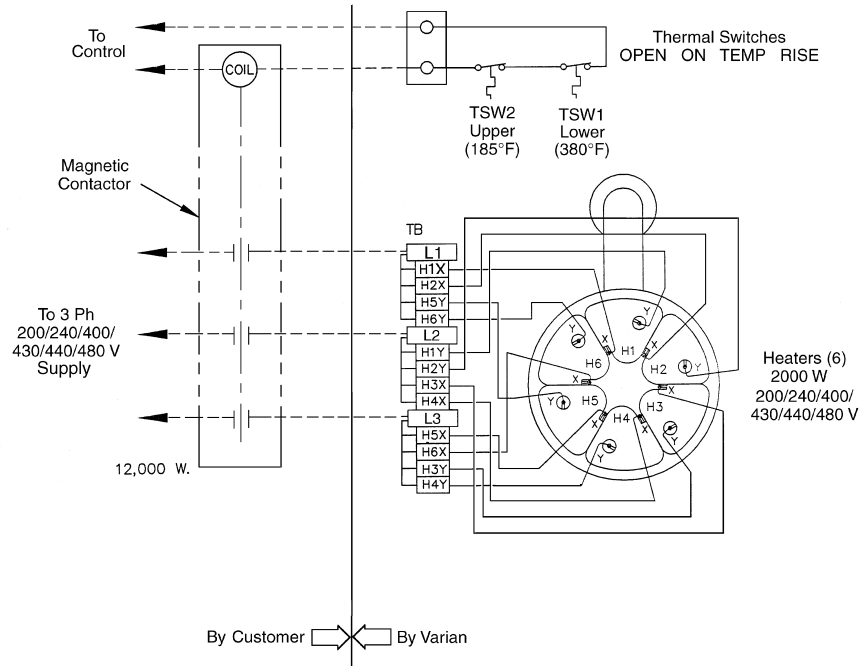 To
Control
COIL
Thermal Switches
OPEN ON TEMP RISE
TSW2
Upper
(185°F)
TSW1
Lower
(380°F)
Magnetic
Contactor
TB
L1
H1X
H2X
H5Y
H6Y
L2
H1Y
H2Y
H3X
H4X
L3
H5X
H6X
H3Y
H4Y
To 3 Ph
200/240/400/
430/440/480 V
Supply
12,000 W.
Y
Y
X
X
H6
H1
H2
Y
X
X
Y
H5
H4
H3
X
X
Y
Y
Heaters (6)
2000 W
200/240/400/
430/440/480 V
By Customer
By Varian